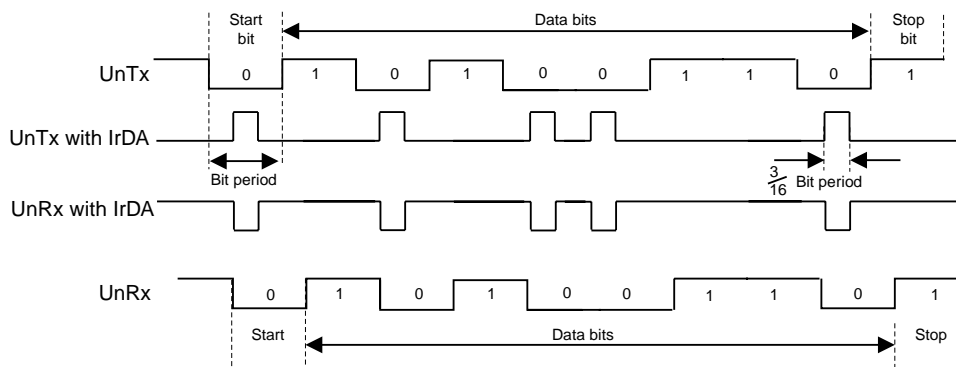 Start
bit
Data bits
Stop
bit
UnTx
0 1 0 1 0 0 1 1 0 1
UnTx with IrDA
Bit period
3/16 Bit period
UnRx with IrDA
UnRx
0 1 0 1 0 0 1 1 0 1
Start
Data bits
Stop